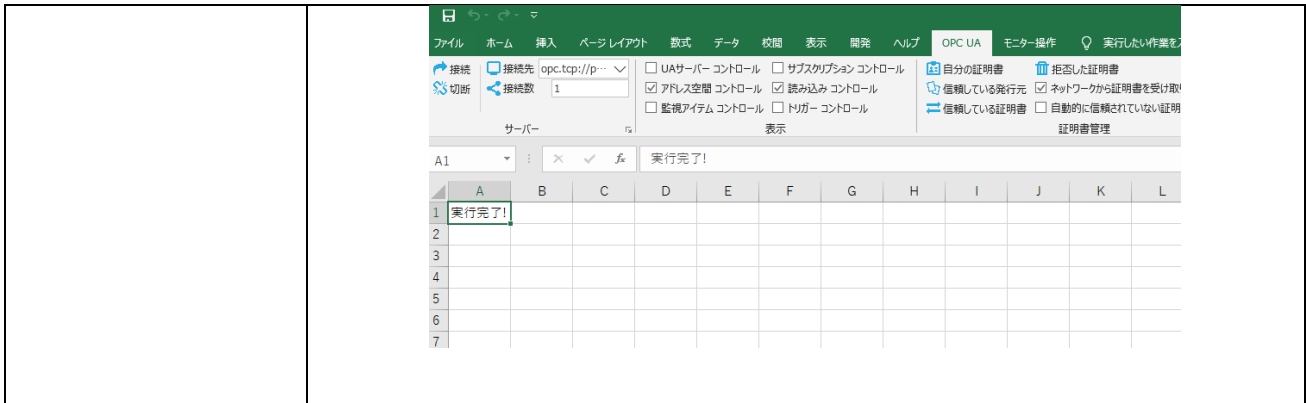 ファイル ホーム 挿入 ページ レイアウト 数式 データ 校閲 表示 開発 ヘルプ OPC UA モニター操作 実行したい作業を
接続 接続先 opc.tcp://p… UAサーバー コントロール サブスクリプション コントロール 自分の証明書 拒否した証明書
切断 接続数 1 アドレス空間 コントロール 読み込み コントロール 信頼している発行元 ネットワークから証明書を受け取
監視アイテム コントロール トリガー コントロール 信頼している証明書 自動的に信頼されていない証明
サーバー 表示 証明書管理
A1 fx 実行完了!
A B C D E F G H I J K L
1 実行完了!
2
3
4
5
6
7